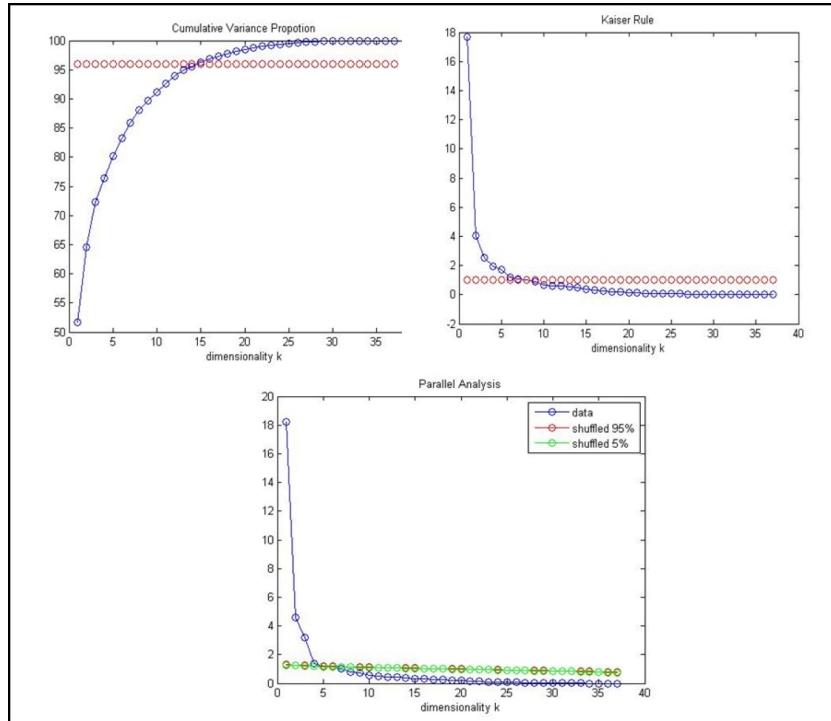 Cumulative Variance Propotion
100
95
90
85
80
75
70
65
60
55
50
0 5 10 15 20 25 30 35
dimensionality k
Kaiser Rule
18
16
14
12
10
8
6
4
2
0
-2
0 5 10 15 20 25 30 35 40
dimensionality k
Parallel Analysis
20
18
16
14
12
10
8
6
4
2
0
data
shuffled 95%
shuffled 5%
0 5 10 15 20 25 30 35 40
dimensionality k